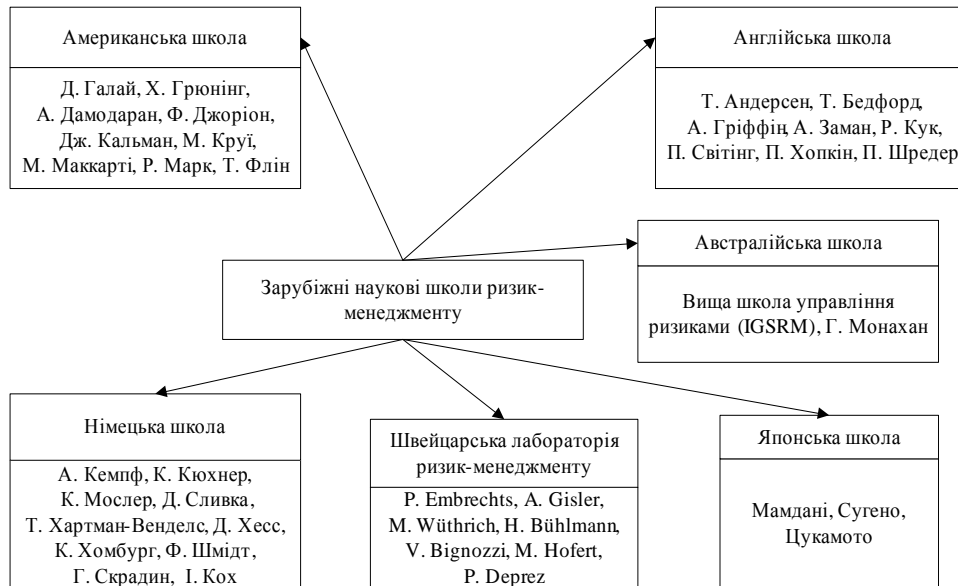 Американська школа
Д. Галай, Х. Грюнінг,
А. Дамодаран, Ф. Джоріон,
Дж. Кальман, М. Круї,
М. Маккарті, Р. Марк, Т. Флін
Англійська школа
Т. Андерсен, Т. Бедфорд,
А. Гріффін, А. Заман, Р. Кук,
П. Світінг, П. Хопкін, П. Шредер
Австралійська школа
Вища школа управління
ризиками (IGSRM), Г. Монахан
Зарубіжні наукові школи ризик-
менеджменту
Німецька школа
А. Кемпф, К. Кюхнер,
К. Мослер, Д. Сливка,
Т. Хартман-Венделс, Д. Хесс,
К. Хомбург, Ф. Шмідт,
Г. Скрадин, І. Кох
Швейцарська лабораторія
ризик-менеджменту
P. Embrechts, A. Gisler,
M. Wüthrich, H. Bühlmann,
V. Bignozzi, M. Hofert,
P. Deprez
Японська школа
Мамдані, Сугено,
Цукамото